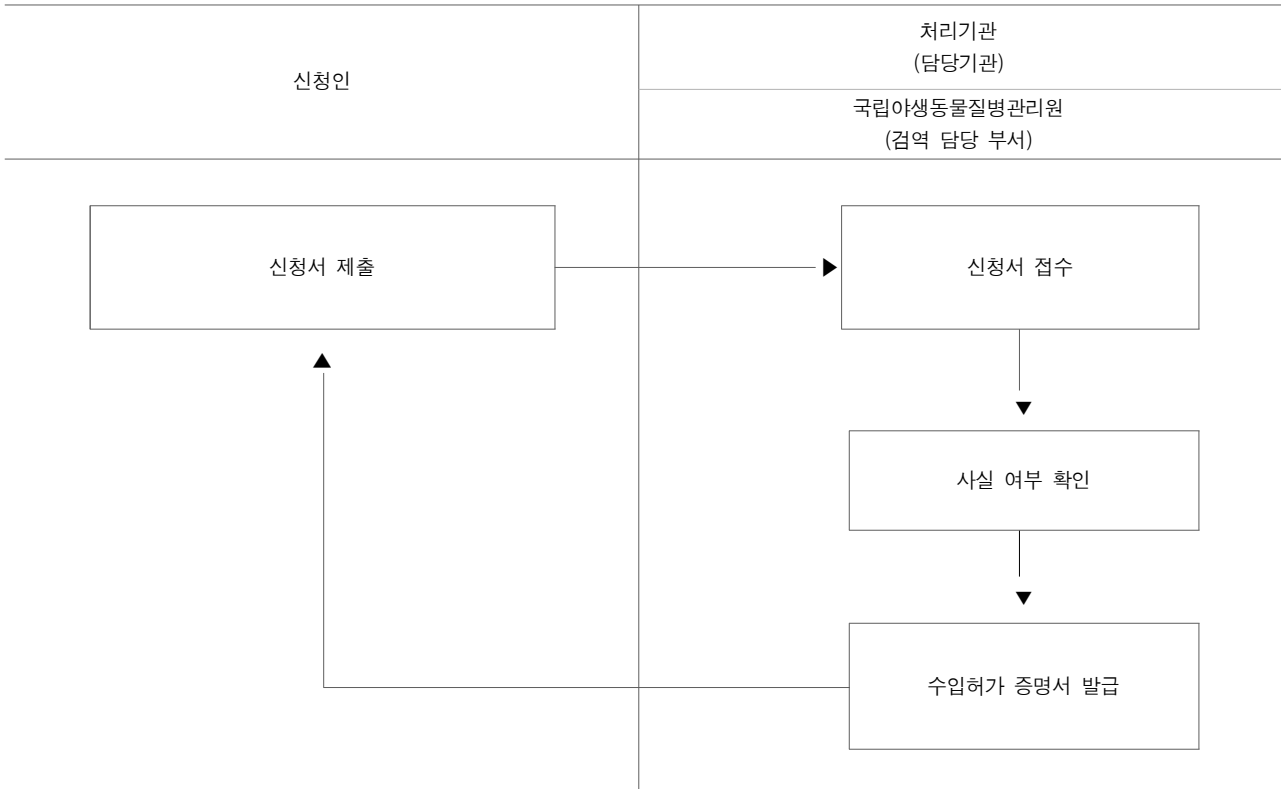 신청인
처리기관
(담당기관)
국립야생동물질병관리원
(검역 담당 부서)
신청서 제출
신청서 접수
사실 여부 확인
수입허가 증명서 발급